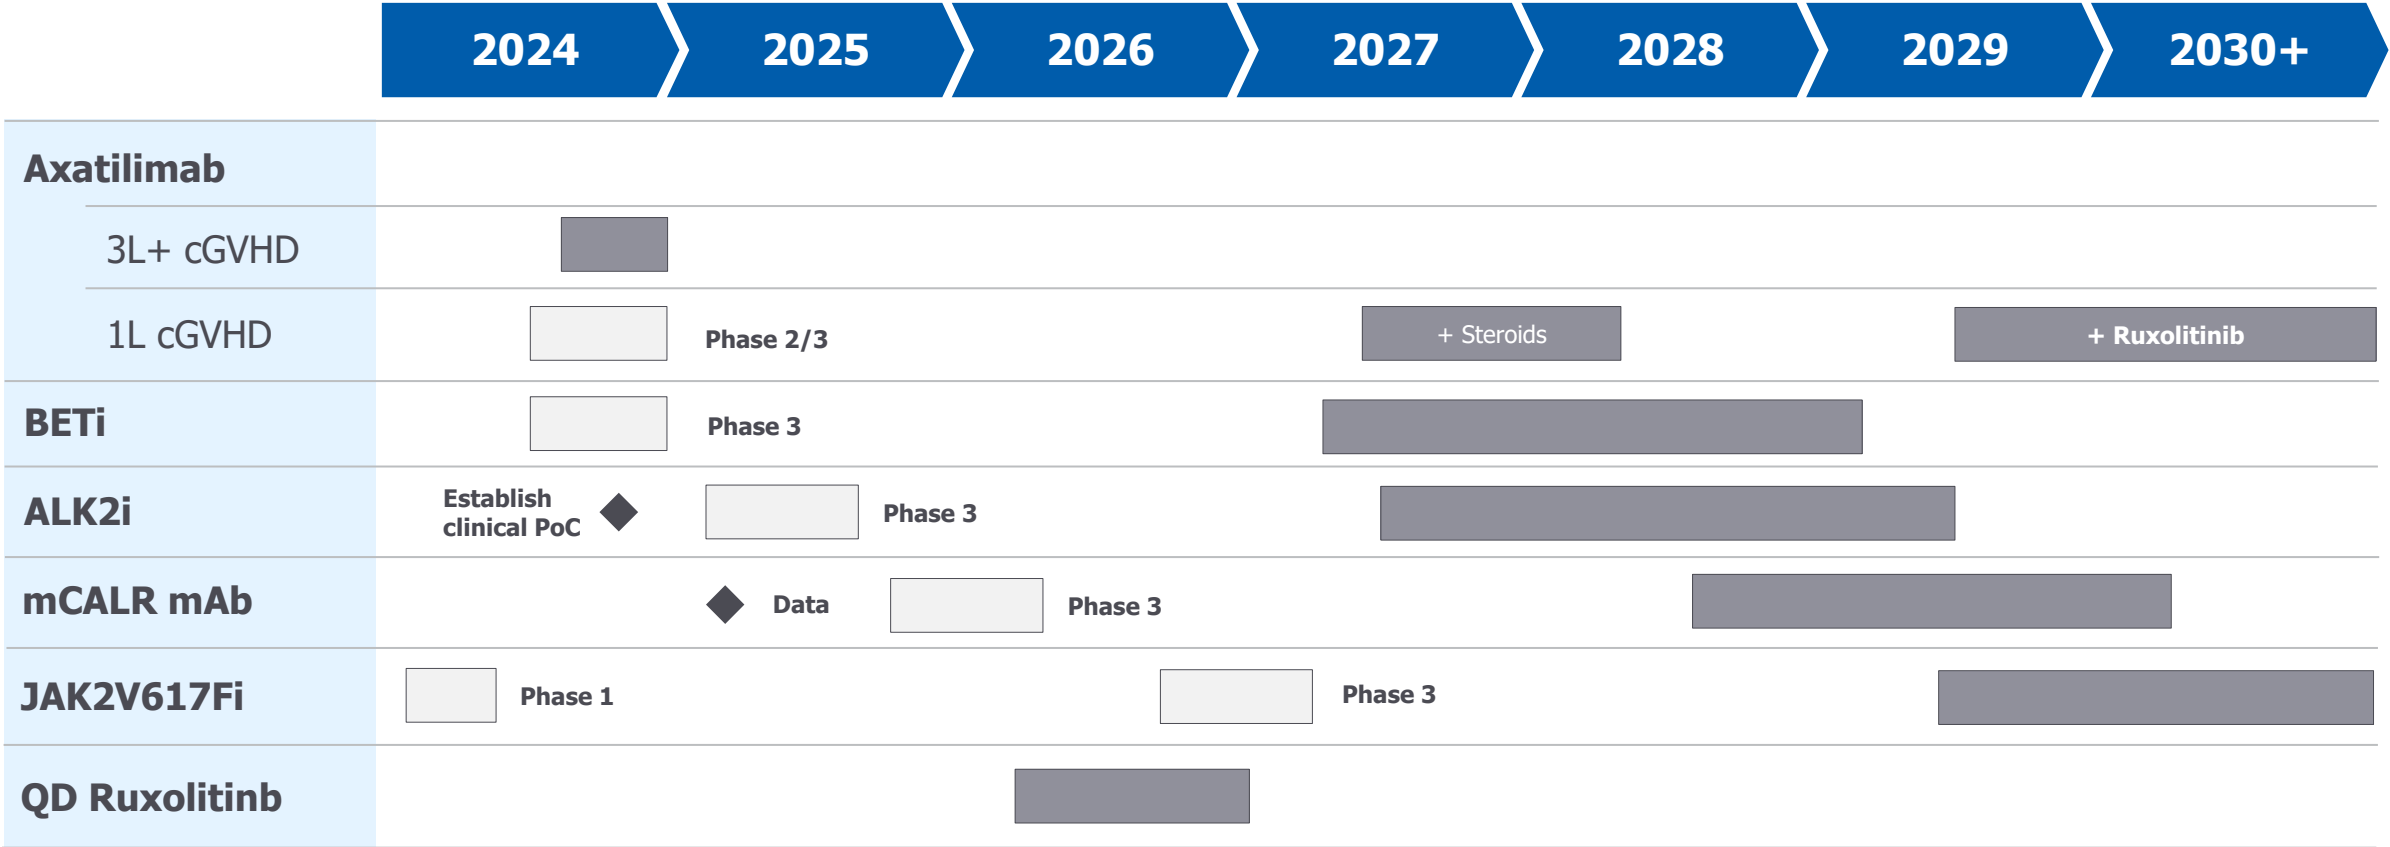 2024
2025
2026
2027
2028
2029
2030+
Axatilimab
3L+ cGVHD
1L cGVHD
Phase 2/3
+ Steroids
+ Ruxolitinib
BETi
Phase 3
ALK2i
Establish
clinical PoC
Phase 3
mCALR mAb
Data
Phase 3
JAK2V617Fi
Phase 1
Phase 3
QD Ruxolitinb